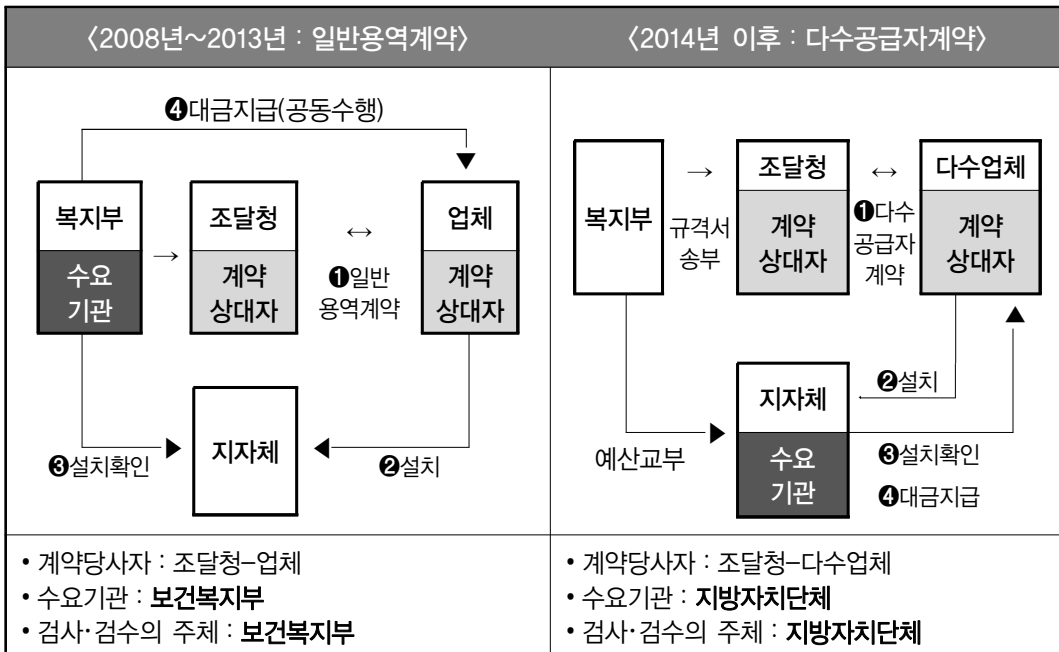 〈2008년~2013년 : 일반용역계약〉
❹대금지급(공동수행)
복지부
수요
기관
→
조달청
계약
상대자
↔
❶일반
용역계약
업체
계약
상대자
❸설치확인
지자체
❷설치
• 계약당사자 : 조달청-업체
• 수요기관 : 보건복지부
• 검사·검수의 주체 : 보건복지부
〈2014년 이후 : 다수공급자계약〉
복지부
→
규격서
송부
조달청
계약
상대자
↔
❶다수
공급자
계약
다수업체
계약
상대자
❷설치
예산교부
지자체
수요
기관
❸설치확인
❹대금지급
• 계약당사자 : 조달청-다수업체
• 수요기관 : 지방자치단체
• 검사·검수의 주체 : 지방자치단체